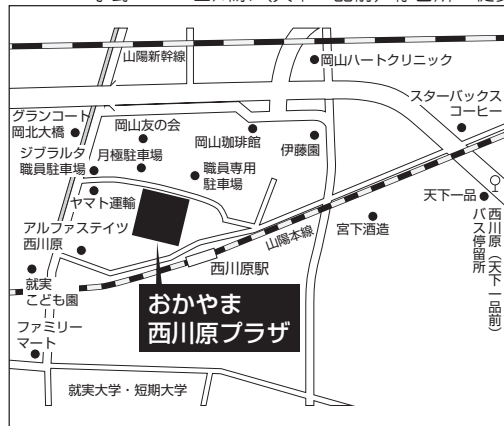 山陽新幹線
岡山ハートクリニック
グランコート
岡北大橋
岡山友の会
岡山珈琲館
伊藤園
スターバックス
コーヒー
ジブラルタ
職員駐車場
月極駐車場
職員専用
駐車場
ヤマト運輸
天下一品
アルファステイツ
西川原
山陽本線
宮下酒造
西川原(天下一品前)
バス停留所
西川原駅
就実
こども園
おかやま
西川原プラザ
ファミリー
マート
就実大学・短期大学